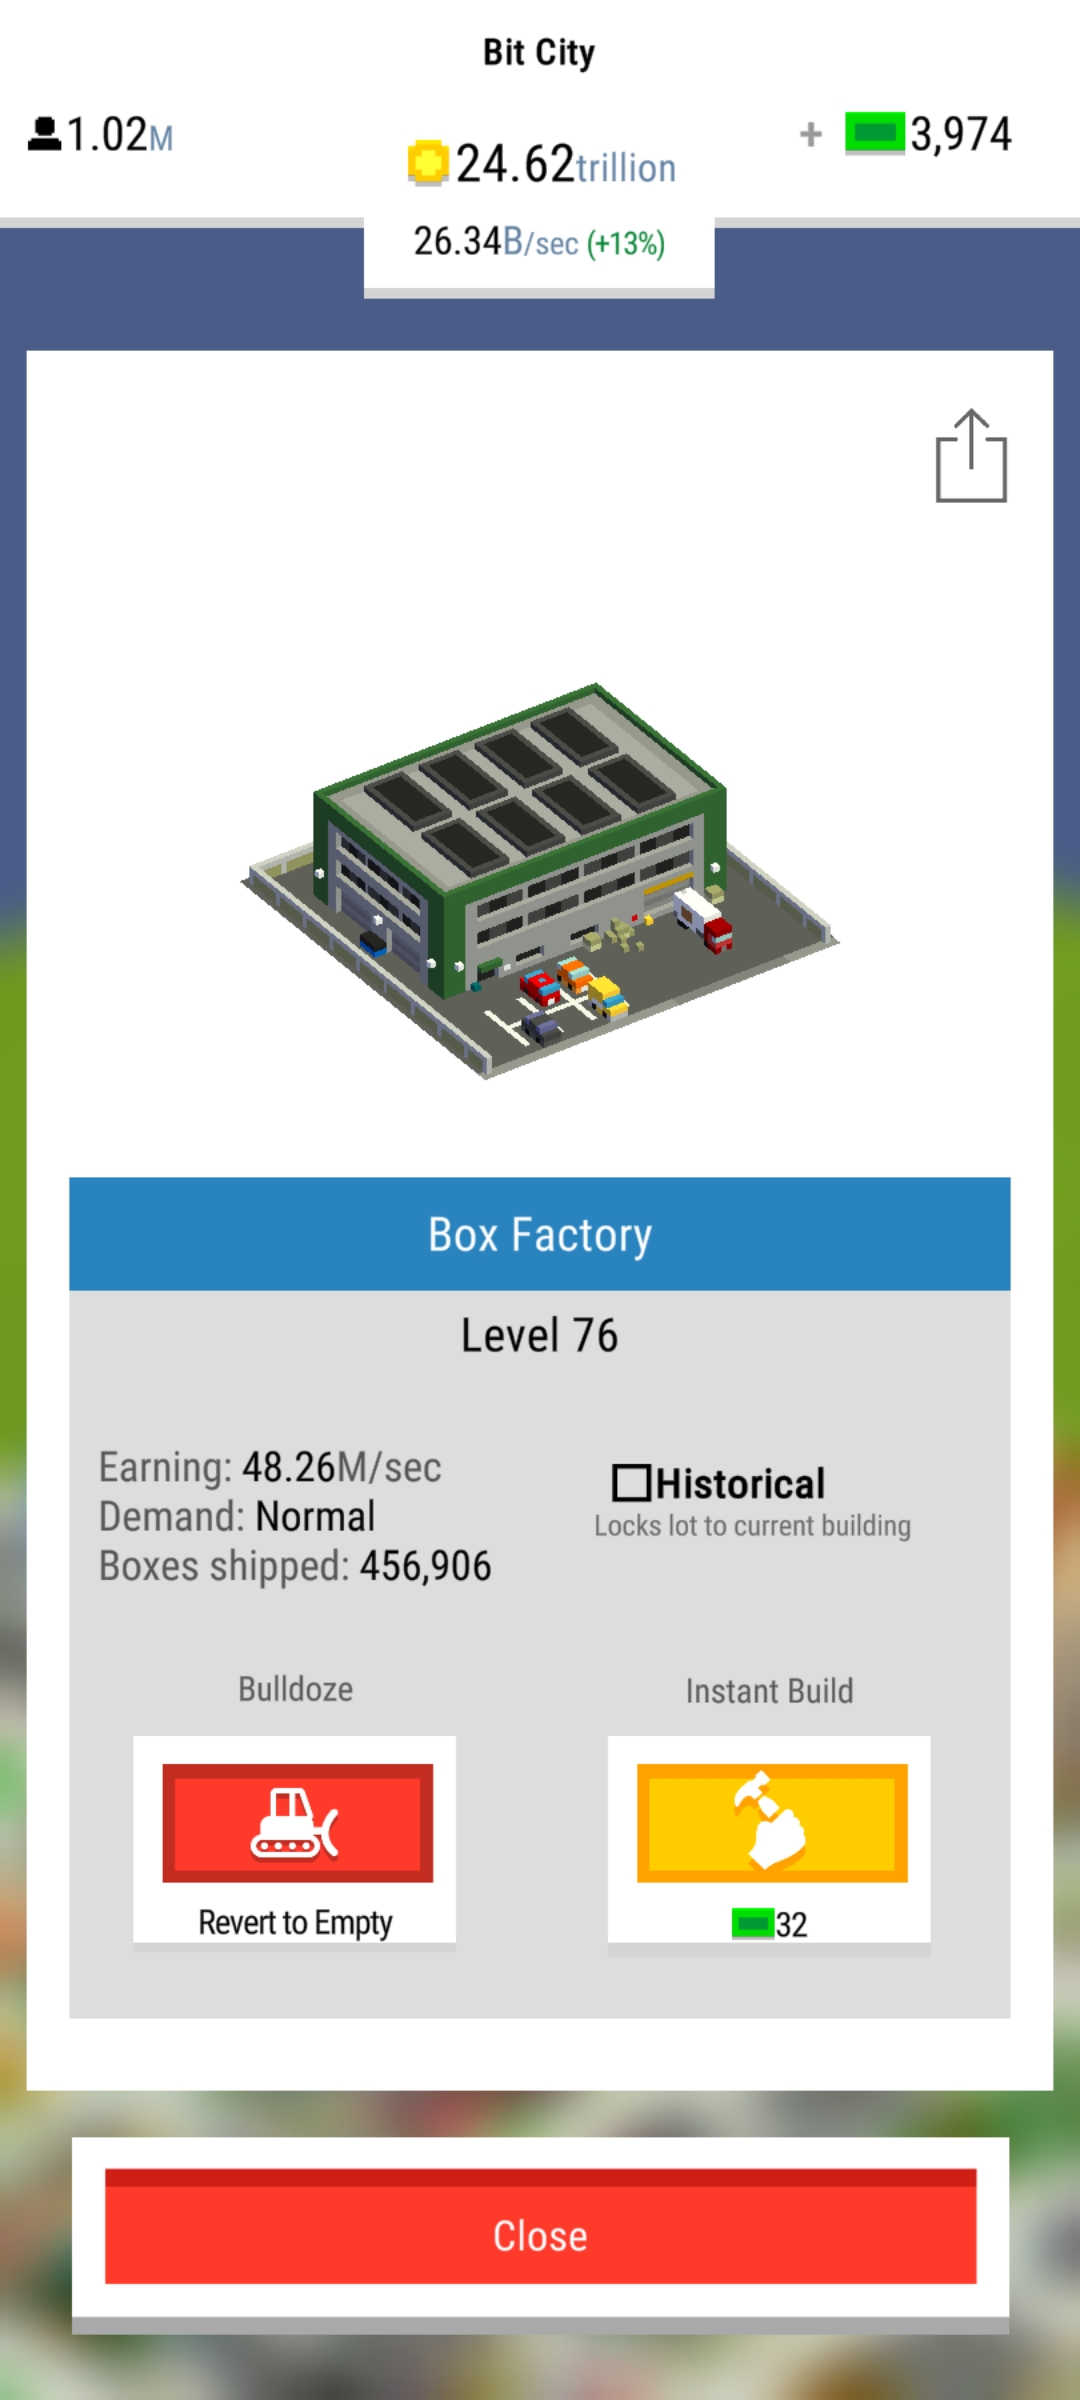 Bit City
1.02M
24.62trillion
+ 3,974
26.34B/sec (+13%)
Box Factory
Level 76
Earning: 48.26M/sec
Demand: Normal
Boxes shipped: 456,906
Historical
Locks lot to current building
Bulldoze
Revert to Empty
Instant Build
32
Close